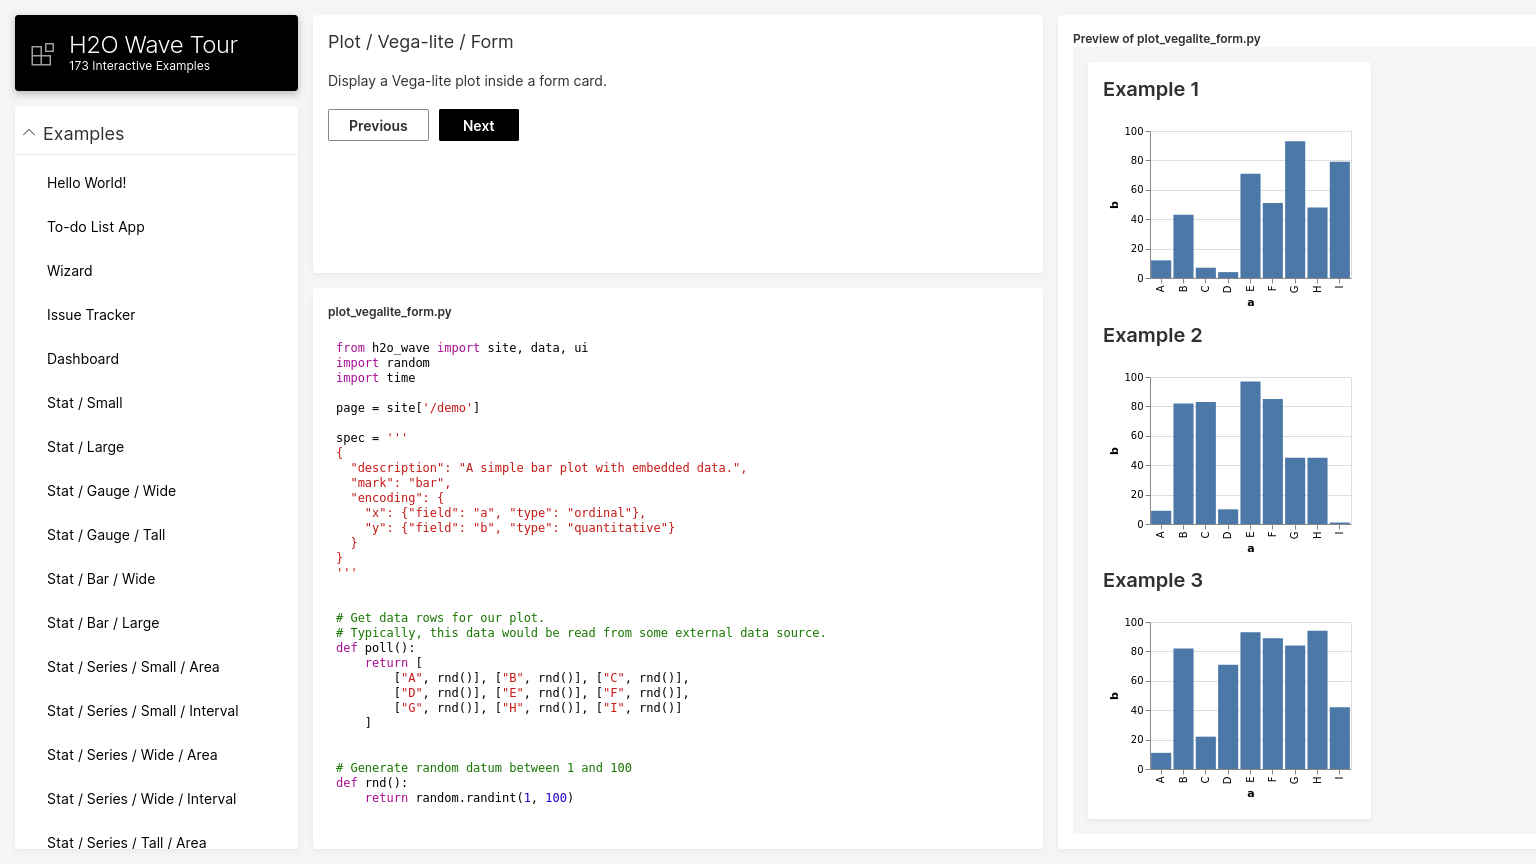 H2O Wave Tour
173 Interactive Examples
Examples
Hello World!
To-do List App
Wizard
Issue Tracker
Dashboard
Stat / Small
Stat / Large
Stat / Gauge / Wide
Stat / Gauge / Tall
Stat / Bar / Wide
Stat / Bar / Large
Stat / Series / Small / Area
Stat / Series / Small / Interval
Stat / Series / Wide / Area
Stat / Series / Wide / Interval
Stat / Series / Tall / Area
Plot / Vega-lite / Form
Display a Vega-lite plot inside a form card.
Previous Next
plot_vegalite_form.py
from h2o_wave import site, data, ui
import random
import time
page = site['/demo']
spec = '''
{
  "description": "A simple bar plot with embedded data.",
  "mark": "bar",
  "encoding": {
    "x": {"field": "a", "type": "ordinal"},
    "y": {"field": "b", "type": "quantitative"}
  }
}
'''
# Get data rows for our plot.
# Typically, this data would be read from some external data source.
def poll():
    return [
        ["A", rnd()], ["B", rnd()], ["C", rnd()],
        ["D", rnd()], ["E", rnd()], ["F", rnd()],
        ["G", rnd()], ["H", rnd()], ["I", rnd()]
    ]
# Generate random datum between 1 and 100
def rnd():
    return random.randint(1, 100)
Preview of plot_vegalite_form.py
Example 1
100
80
60
40
20
0
b
A B C D E F G H I
a
Example 2
100
80
60
40
20
0
b
A B C D E F G H I
a
Example 3
100
80
60
40
20
0
b
A B C D E F G H I
a